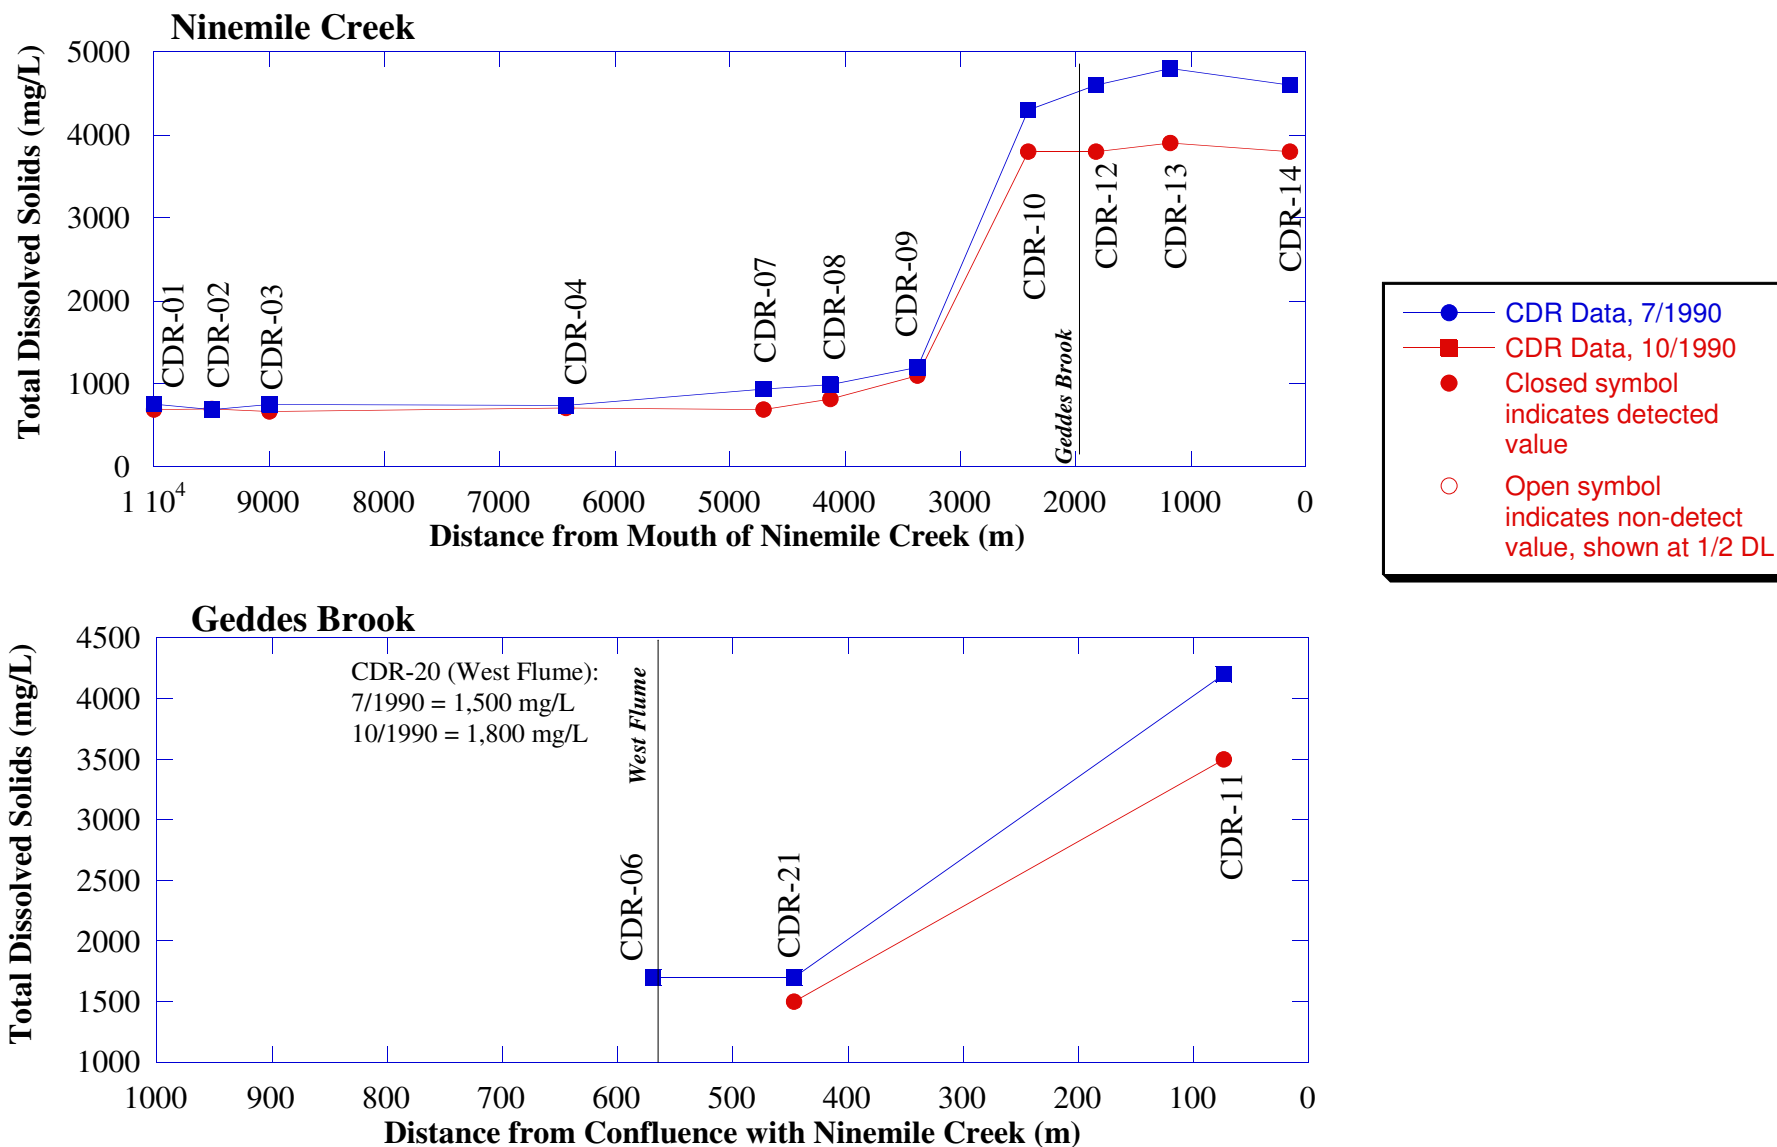 Ninemile Creek
Total Dissolved Solids (mg/L)
5000
4000
3000
2000
1000
0
CDR-01
CDR-02
CDR-03
CDR-04
CDR-07
CDR-08
CDR-09
CDR-10
Geddes Brook
CDR-12
CDR-13
CDR-14
1 10⁴ 9000 8000 7000 6000 5000 4000 3000 2000 1000 0
Distance from Mouth of Ninemile Creek (m)
CDR Data, 7/1990
CDR Data, 10/1990
Closed symbol
indicates detected
value
Open symbol
indicates non-detect
value, shown at 1/2 DL
Geddes Brook
Total Dissolved Solids (mg/L)
4500
4000
3500
3000
2500
2000
1500
1000
CDR-20 (West Flume):
7/1990 = 1,500 mg/L
10/1990 = 1,800 mg/L
West Flume
CDR-06
CDR-21
CDR-11
1000 900 800 700 600 500 400 300 200 100 0
Distance from Confluence with Ninemile Creek (m)